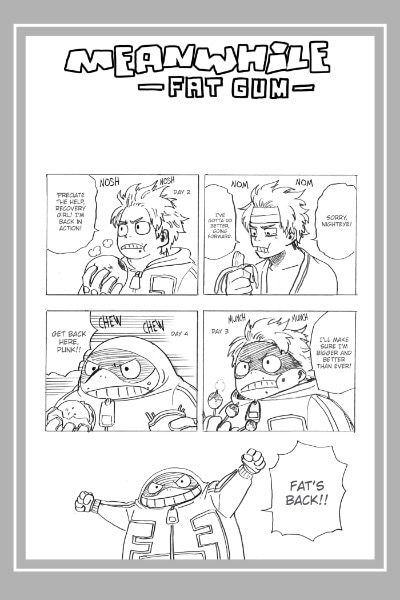 MEANWHILE
-FAT GUM-
NOM
NOM
SORRY,
NIGHTEYE!
I'VE
GOTTA DO
BETTER,
GOING
FORWARD.
NOSH
NOSH
DAY 2
'PRECIATE
THE HELP,
RECOVERY
GIRL! I'M
BACK IN
ACTION!
MUNCH
MUNCH
DAY 3
I'LL MAKE
SURE I'M
BIGGER AND
BETTER
THAN EVER!
CHEW
CHEW
DAY 4
GET BACK
HERE,
PUNK!!
FAT'S
BACK!!